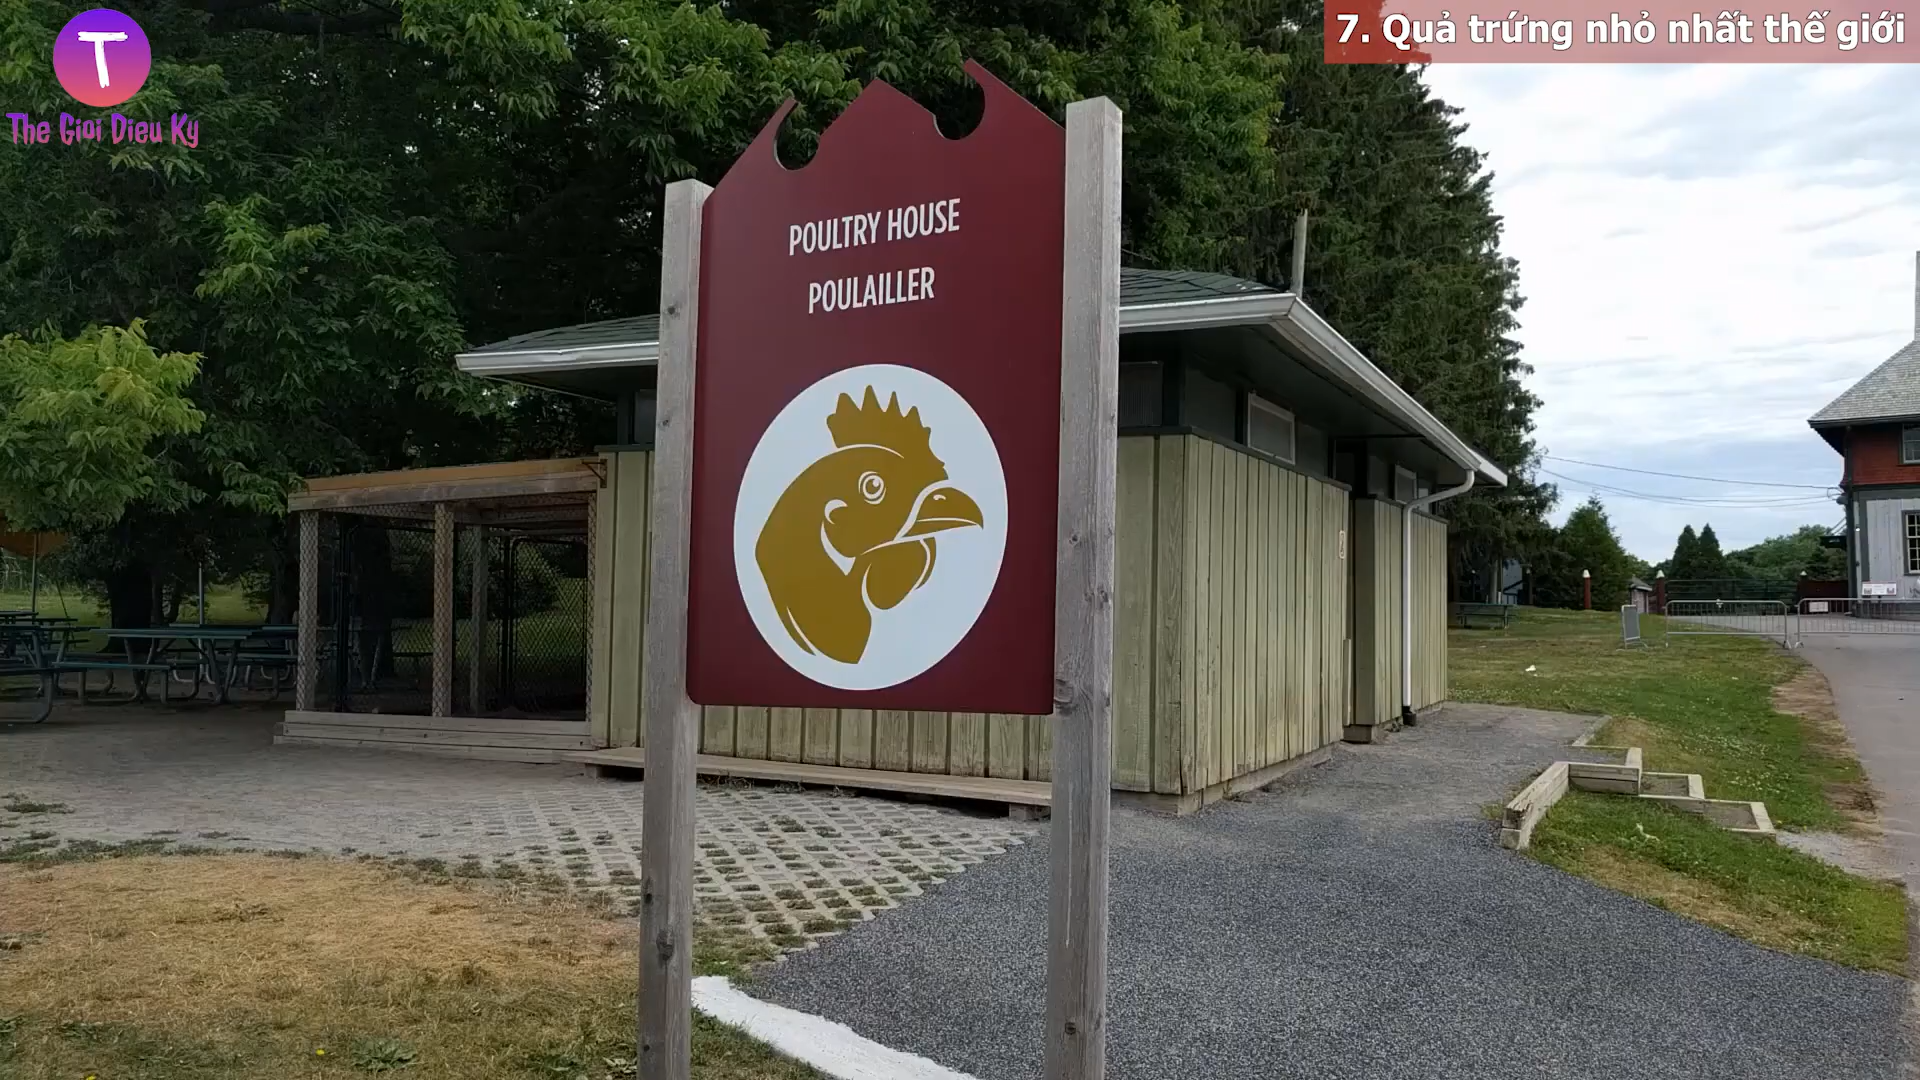 T
The Gioi Dieu Ky
7. Quả trứng nhỏ nhất thế giới
POULTRY HOUSE
POULAILLER